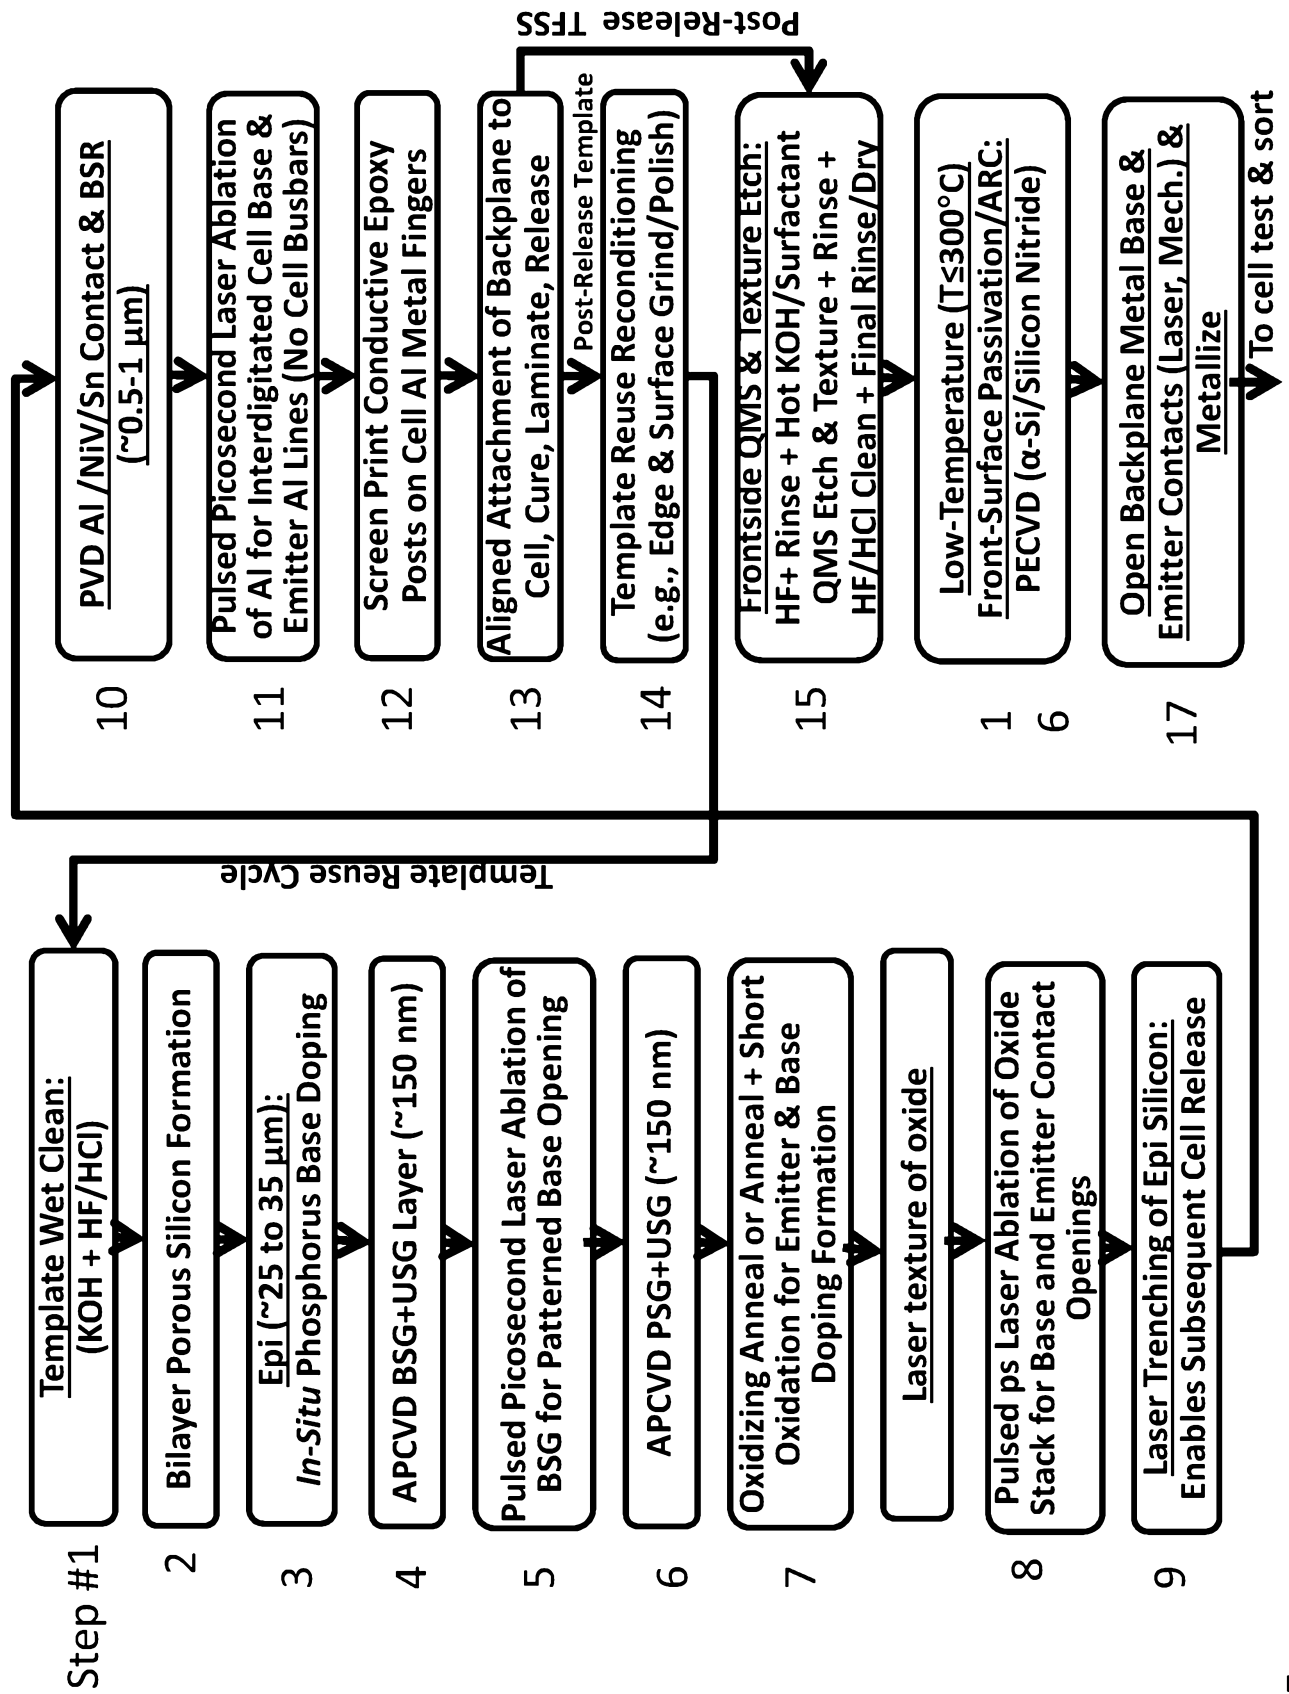 Step #1
Template Wet Clean:
(KOH + HF/HCl)
2
Bilayer Porous Silicon Formation
3
Epi (~25 to 35 µm):
In-Situ Phosphorus Base Doping
4
APCVD BSG+USG Layer (~150 nm)
5
Pulsed Picosecond Laser Ablation of
BSG for Patterned Base Opening
6
APCVD PSG+USG (~150 nm)
7
Oxidizing Anneal or Anneal + Short
Oxidation for Emitter & Base
Doping Formation
Laser texture of oxide
8
Pulsed ps Laser Ablation of Oxide
Stack for Base and Emitter Contact
Openings
9
Laser Trenching of Epi Silicon:
Enables Subsequent Cell Release
Template Reuse Cycle
10
PVD Al /NiV/Sn Contact & BSR
(~0.5-1 µm)
11
Pulsed Picosecond Laser Ablation
of Al for Interdigitated Cell Base &
Emitter Al Lines (No Cell Busbars)
12
Screen Print Conductive Epoxy
Posts on Cell Al Metal Fingers
13
Aligned Attachment of Backplane to
Cell, Cure, Laminate, Release
Post-Release Template
Post-Release TFSS
14
Template Reuse Reconditioning
(e.g., Edge & Surface Grind/Polish)
15
Frontside QMS & Texture Etch:
HF+ Rinse + Hot KOH/Surfactant
QMS Etch & Texture + Rinse +
HF/HCl Clean + Final Rinse/Dry
1
6
Low-Temperature (T≤300°C)
Front-Surface Passivation/ARC:
PECVD (α-Si/Silicon Nitride)
17
Open Backplane Metal Base &
Emitter Contacts (Laser, Mech.) &
Metallize
To cell test & sort